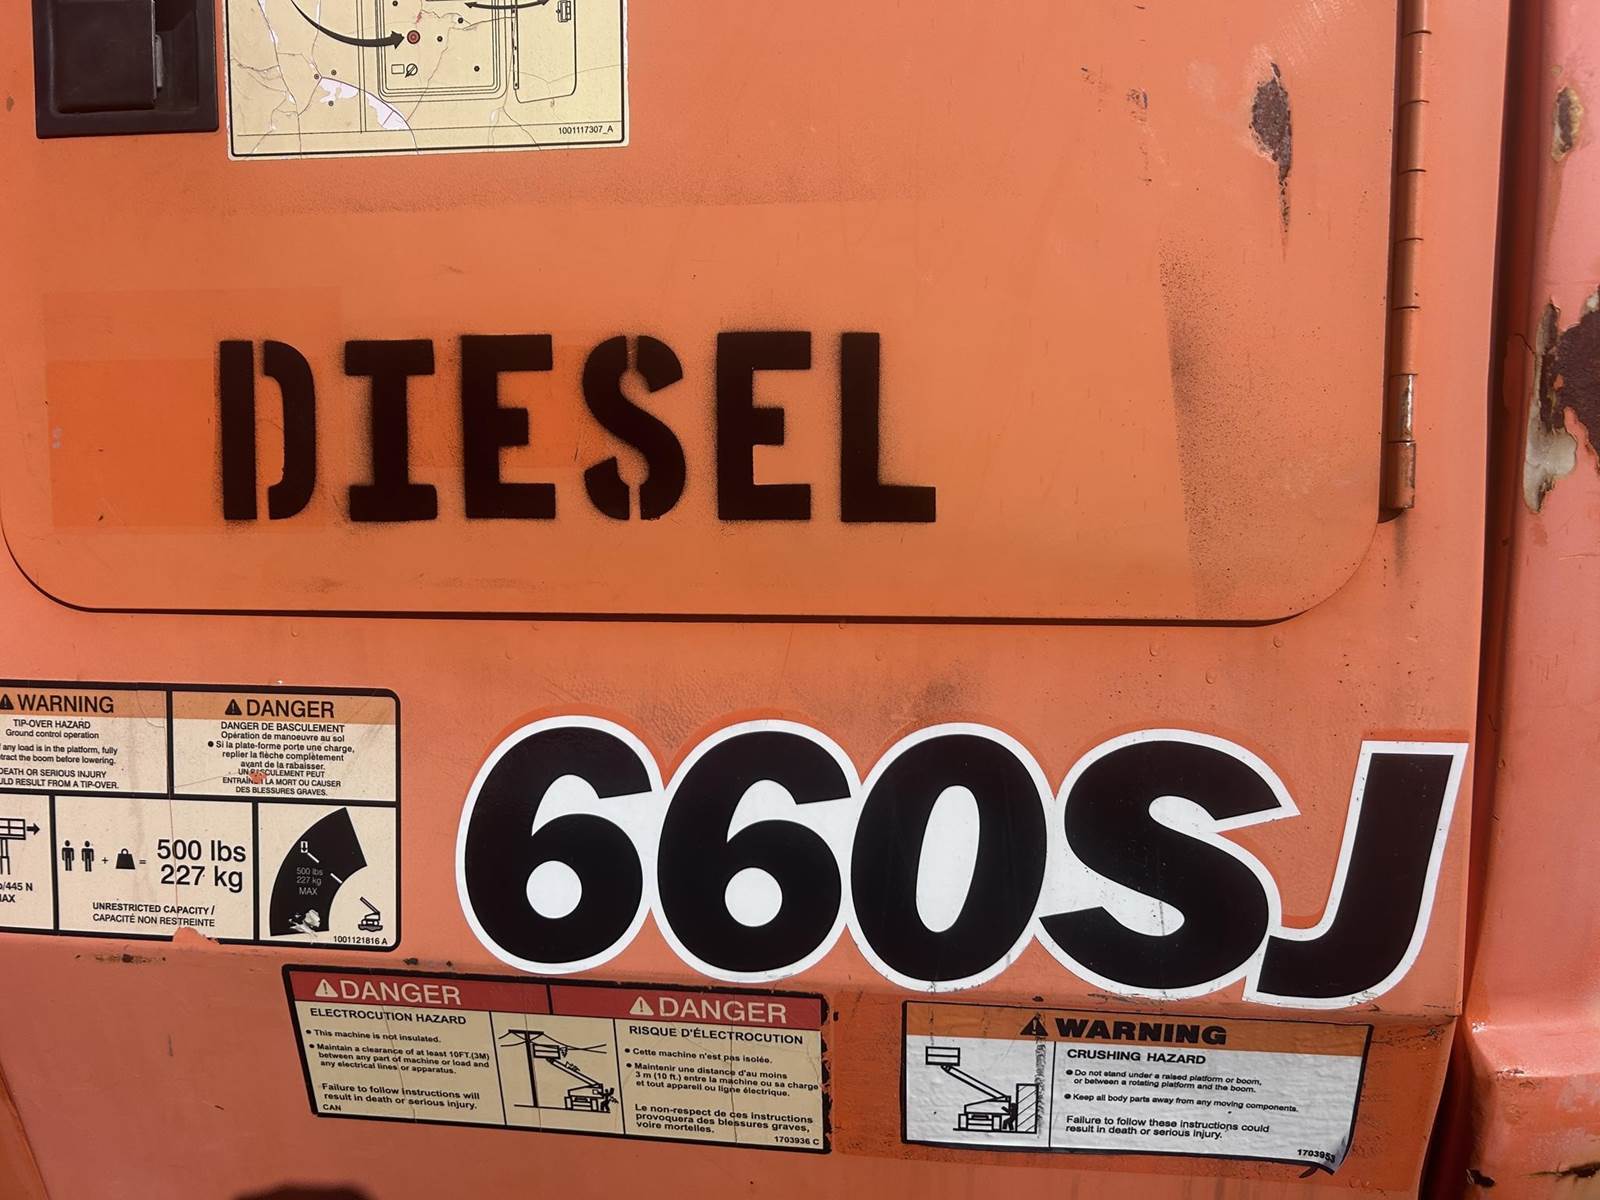 1001117307_A
DIESEL
WARNING
TIP-OVER HAZARD
Ground control operation
any load is in the platform, fully
the boom before lowering.
DEATH OR SERIOUS INJURY
RESULT FROM A TIP-OVER.
DANGER
DANGER DE BASCULEMENT
Opération de manoeuvre au sol
● Si la plate-forme porte une charge,
replier la flèche complètement
avant de la rabaisser.
UN BASCULEMENT PEUT
ENTRAÎNER LA MORT OU CAUSER
DES BLESSURES GRAVES.
/445 N
+ = 500 lbs
227 kg
UNRESTRICTED CAPACITY /
CAPACITÉ NON RESTREINTE
500 lbs
227 kg
MAX
1001121816 A
660SJ
DANGER
ELECTROCUTION HAZARD
● This machine is not insulated.
● Maintain a clearance of at least 10FT.(3M)
between any part of machine or load and
any electrical lines or apparatus.
Failure to follow instructions will
result in death or serious injury.
CAN
DANGER
RISQUE D'ÉLECTROCUTION
● Cette machine n'est pas isolée.
● Maintenir une distance d'au moins
3 m (10 ft.) entre la machine ou sa charge
et tout appareil ou ligne électrique.
Le non-respect de ces instructions
provoquera des blessures graves,
voire mortelles.
1703936 C
WARNING
CRUSHING HAZARD
● Do not stand under a raised platform or boom,
or between a rotating platform and the boom.
● Keep all body parts away from any moving components.
Failure to follow these instructions could
result in death or serious injury.
1703953